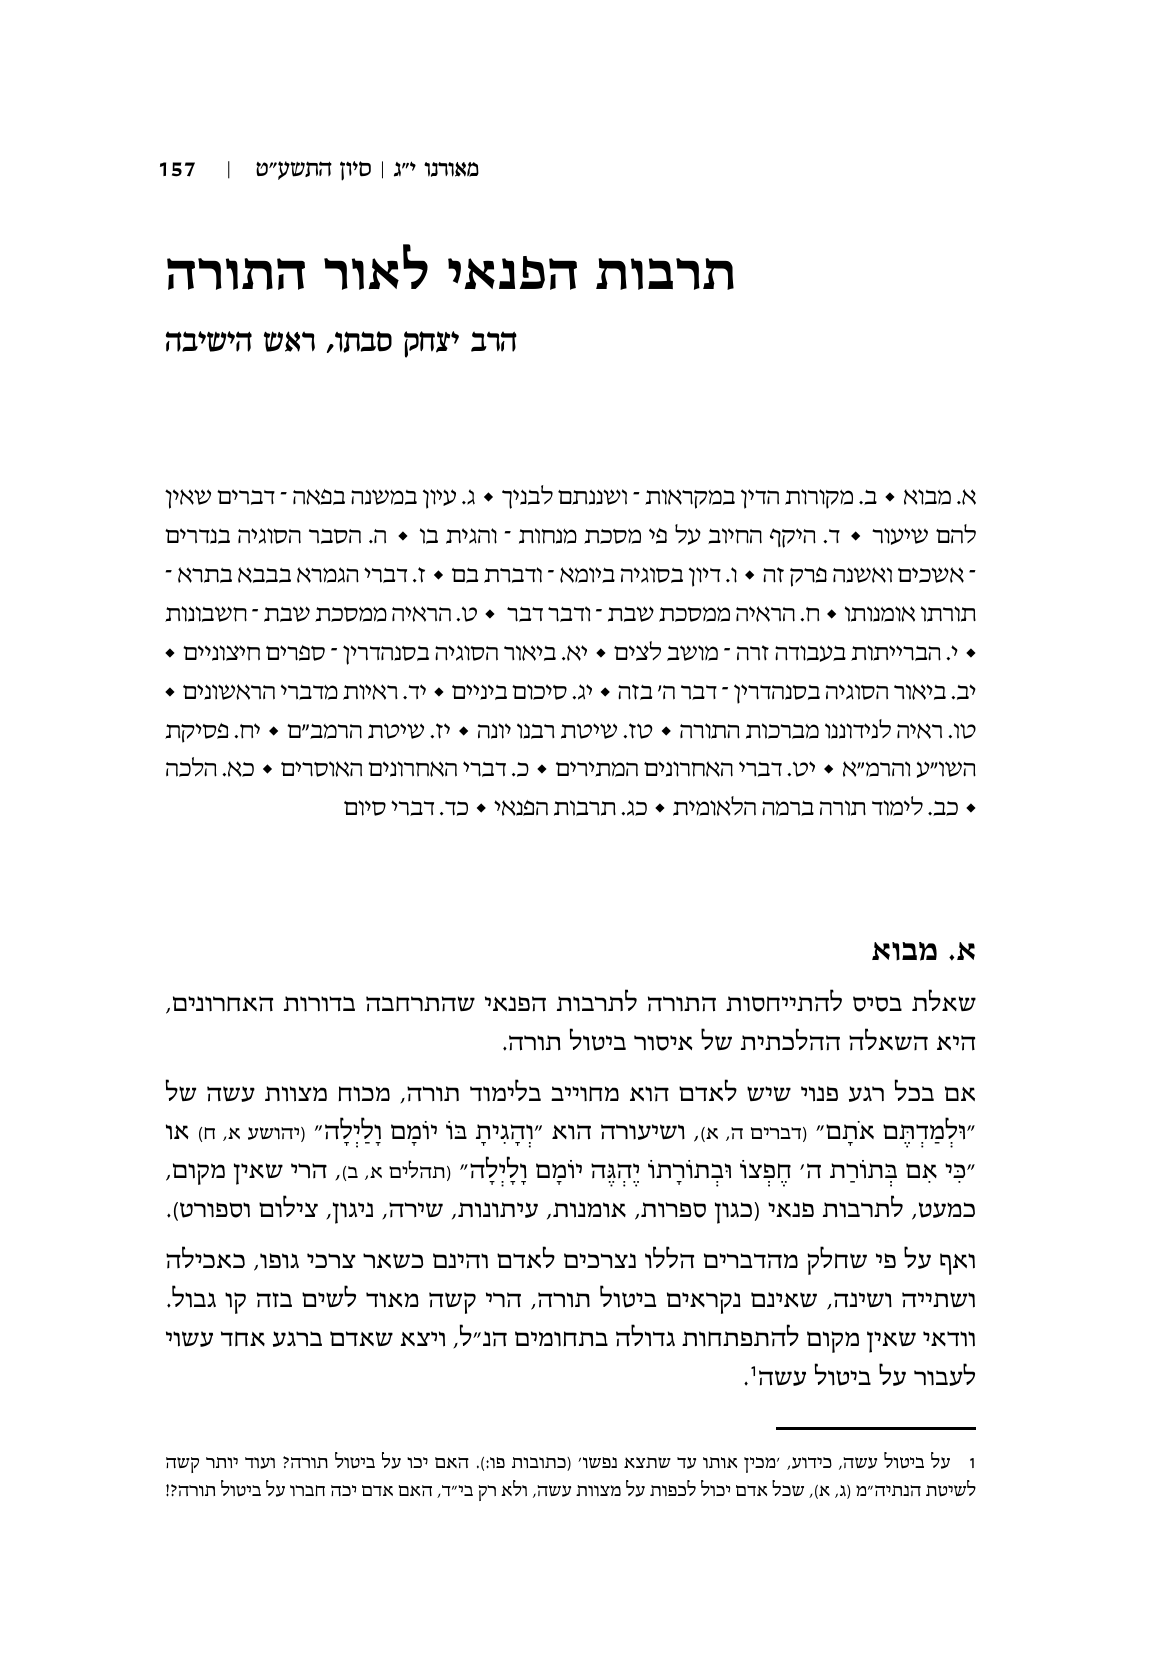 מאורנו י״ג | סיון התשע״ט | 157
תרבות הפנאי לאור התורה
הרב יצחק סבתו, ראש הישיבה
א. מבוא ◆ ב. מקורות הדין במקראות - ושננתם לבניך ◆ ג. עיון במשנה בפאה - דברים שאין
להם שיעור ◆ ד. היקף החיוב על פי מסכת מנחות - והגית בו ◆ ה. הסבר הסוגיה בנדרים
- אשכים ואשנה פרק זה ◆ ו. דיון בסוגיה ביומא - ודברת בם ◆ ז. דברי הגמרא בבבא בתרא -
תורתו אומנותו ◆ ח. הראיה ממסכת שבת - ודבר דבר ◆ ט. הראיה ממסכת שבת - חשבונות
◆ י. הברייתות בעבודה זרה - מושב לצים ◆ יא. ביאור הסוגיה בסנהדרין - ספרים חיצוניים ◆
יב. ביאור הסוגיה בסנהדרין - דבר ה׳ בזה ◆ יג. סיכום ביניים ◆ יד. ראיות מדברי הראשונים ◆
טו. ראיה לנידוננו מברכות התורה ◆ טז. שיטת רבנו יונה ◆ יז. שיטת הרמב״ם ◆ יח. פסיקת
השו״ע והרמ״א ◆ יט. דברי האחרונים המתירים ◆ כ. דברי האחרונים האוסרים ◆ כא. הלכה
◆ כב. לימוד תורה ברמה הלאומית ◆ כג. תרבות הפנאי ◆ כד. דברי סיום
א. מבוא
שאלת בסיס להתייחסות התורה לתרבות הפנאי שהתרחבה בדורות האחרונים,
היא השאלה ההלכתית של איסור ביטול תורה.
אם בכל רגע פנוי שיש לאדם הוא מחוייב בלימוד תורה, מכוח מצוות עשה של
״וּלְמַדְתֶּם אֹתָם״ (דברים ה, א), ושיעורה הוא ״וְהָגִיתָ בּוֹ יוֹמָם וָלַיְלָה״ (יהושע א, ח) או
״כִּי אִם בְּתוֹרַת ה׳ חֶפְצוֹ וּבְתוֹרָתוֹ יֶהְגֶּה יוֹמָם וָלָיְלָה״ (תהלים א, ב), הרי שאין מקום,
כמעט, לתרבות פנאי (כגון ספרות, אומנות, עיתונות, שירה, ניגון, צילום וספורט).
ואף על פי שחלק מהדברים הללו נצרכים לאדם והינם כשאר צרכי גופו, כאכילה
ושתייה ושינה, שאינם נקראים ביטול תורה, הרי קשה מאוד לשים בזה קו גבול.
וודאי שאין מקום להתפתחות גדולה בתחומים הנ״ל, ויצא שאדם ברגע אחד עשוי
לעבור על ביטול עשה¹.
1 על ביטול עשה, כידוע, ׳מכין אותו עד שתצא נפשו׳ (כתובות פו:). האם יכו על ביטול תורה? ועוד יותר קשה
לשיטת הנתיה״מ (ג, א), שכל אדם יכול לכפות על מצוות עשה, ולא רק בי״ד, האם אדם יכה חברו על ביטול תורה?!